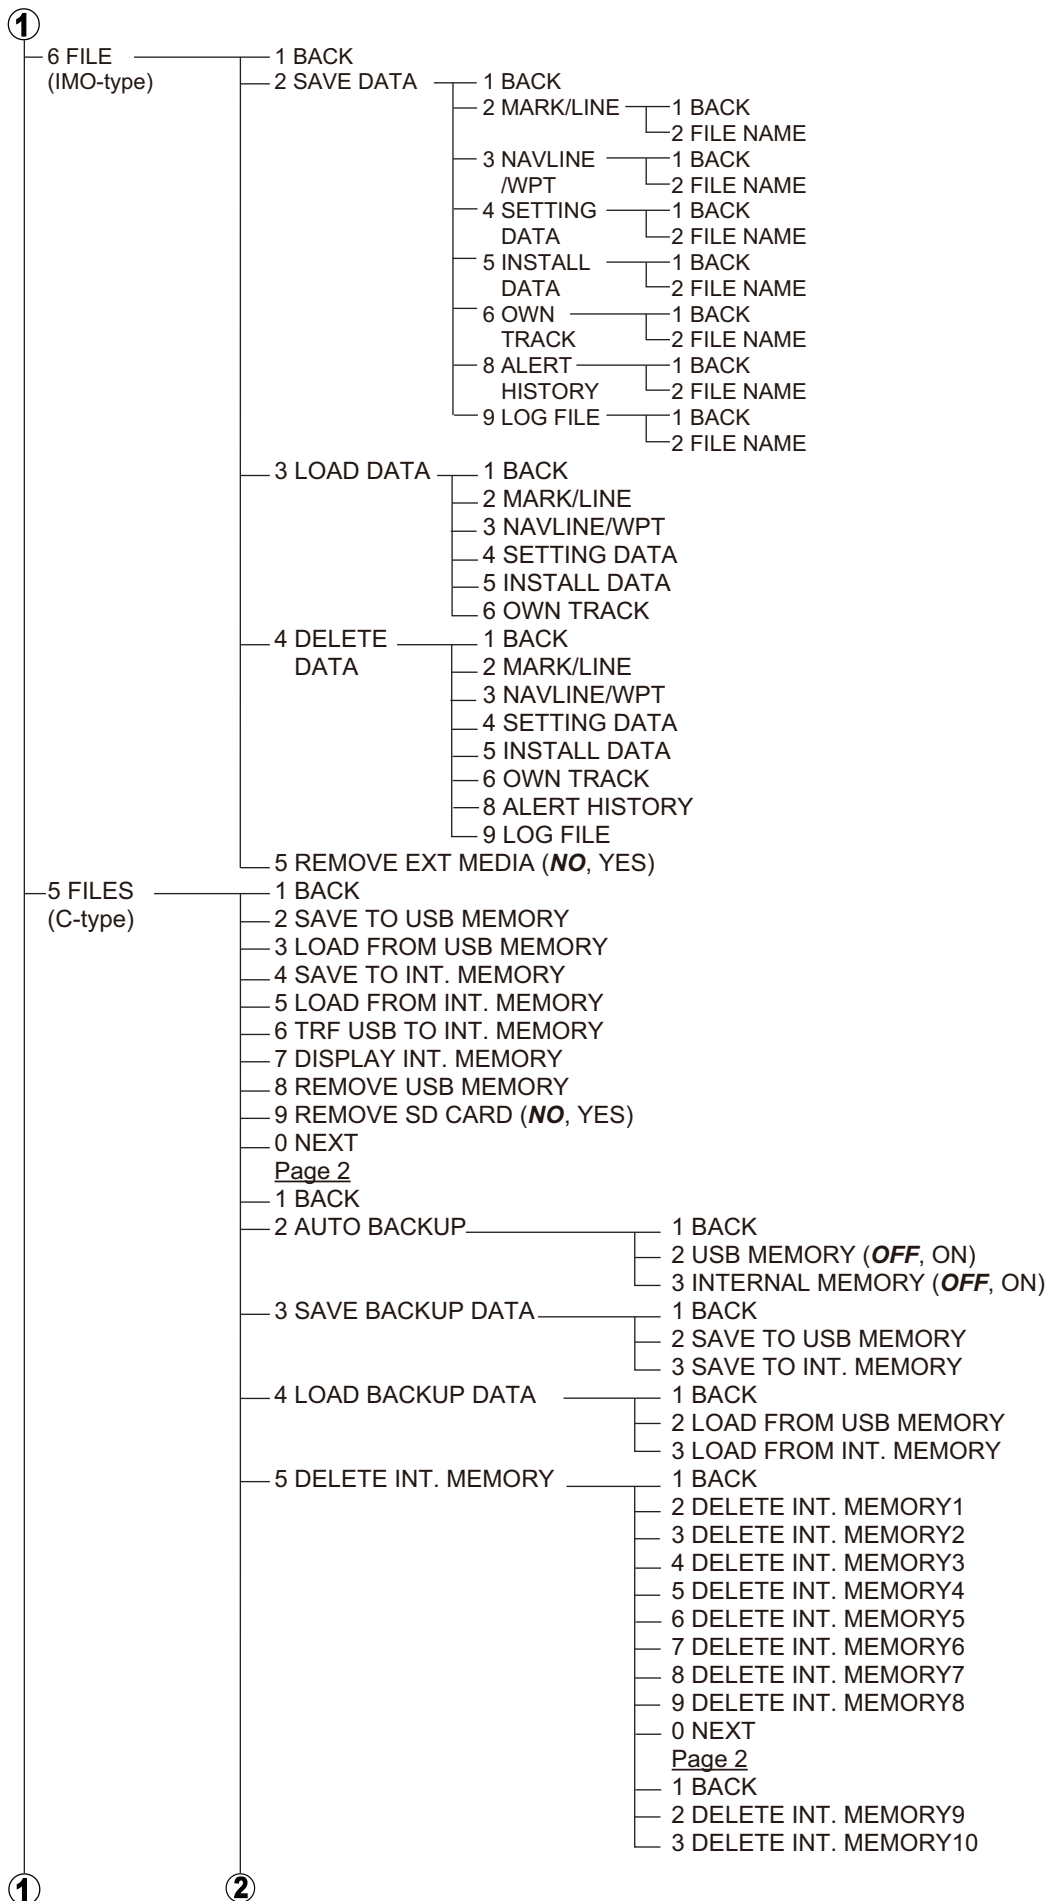 1
6 FILE 1 BACK
(IMO-type) 2 SAVE DATA 1 BACK
2 MARK/LINE 1 BACK
2 FILE NAME
3 NAVLINE 1 BACK
/WPT 2 FILE NAME
4 SETTING 1 BACK
DATA 2 FILE NAME
5 INSTALL 1 BACK
DATA 2 FILE NAME
6 OWN 1 BACK
TRACK 2 FILE NAME
8 ALERT 1 BACK
HISTORY 2 FILE NAME
9 LOG FILE 1 BACK
2 FILE NAME
3 LOAD DATA 1 BACK
2 MARK/LINE
3 NAVLINE/WPT
4 SETTING DATA
5 INSTALL DATA
6 OWN TRACK
4 DELETE 1 BACK
DATA 2 MARK/LINE
3 NAVLINE/WPT
4 SETTING DATA
5 INSTALL DATA
6 OWN TRACK
8 ALERT HISTORY
9 LOG FILE
5 REMOVE EXT MEDIA (NO, YES)
5 FILES 1 BACK
(C-type) 2 SAVE TO USB MEMORY
3 LOAD FROM USB MEMORY
4 SAVE TO INT. MEMORY
5 LOAD FROM INT. MEMORY
6 TRF USB TO INT. MEMORY
7 DISPLAY INT. MEMORY
8 REMOVE USB MEMORY
9 REMOVE SD CARD (NO, YES)
0 NEXT
Page 2
1 BACK
2 AUTO BACKUP 1 BACK
2 USB MEMORY (OFF, ON)
3 INTERNAL MEMORY (OFF, ON)
3 SAVE BACKUP DATA 1 BACK
2 SAVE TO USB MEMORY
3 SAVE TO INT. MEMORY
4 LOAD BACKUP DATA 1 BACK
2 LOAD FROM USB MEMORY
3 LOAD FROM INT. MEMORY
5 DELETE INT. MEMORY 1 BACK
2 DELETE INT. MEMORY1
3 DELETE INT. MEMORY2
4 DELETE INT. MEMORY3
5 DELETE INT. MEMORY4
6 DELETE INT. MEMORY5
7 DELETE INT. MEMORY6
8 DELETE INT. MEMORY7
9 DELETE INT. MEMORY8
0 NEXT
Page 2
1 BACK
2 DELETE INT. MEMORY9
3 DELETE INT. MEMORY10
1 2